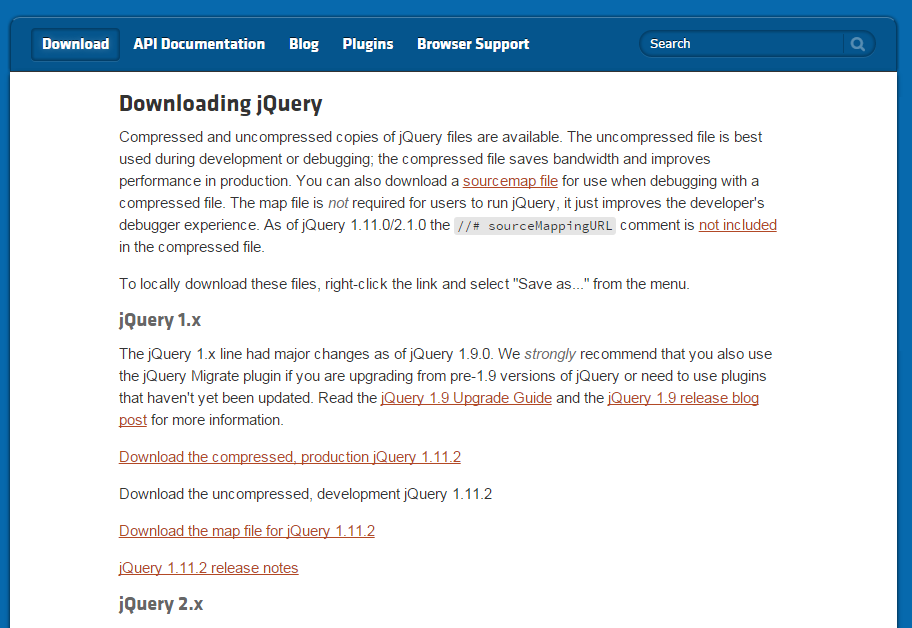 Download API Documentation Blog Plugins Browser Support Search
Downloading jQuery
Compressed and uncompressed copies of jQuery files are available. The uncompressed file is best
used during development or debugging; the compressed file saves bandwidth and improves
performance in production. You can also download a sourcemap file for use when debugging with a
compressed file. The map file is not required for users to run jQuery, it just improves the developer's
debugger experience. As of jQuery 1.11.0/2.1.0 the //# sourceMappingURL comment is not included
in the compressed file.
To locally download these files, right-click the link and select "Save as..." from the menu.
jQuery 1.x
The jQuery 1.x line had major changes as of jQuery 1.9.0. We strongly recommend that you also use
the jQuery Migrate plugin if you are upgrading from pre-1.9 versions of jQuery or need to use plugins
that haven't yet been updated. Read the jQuery 1.9 Upgrade Guide and the jQuery 1.9 release blog
post for more information.
Download the compressed, production jQuery 1.11.2
Download the uncompressed, development jQuery 1.11.2
Download the map file for jQuery 1.11.2
jQuery 1.11.2 release notes
jQuery 2.x